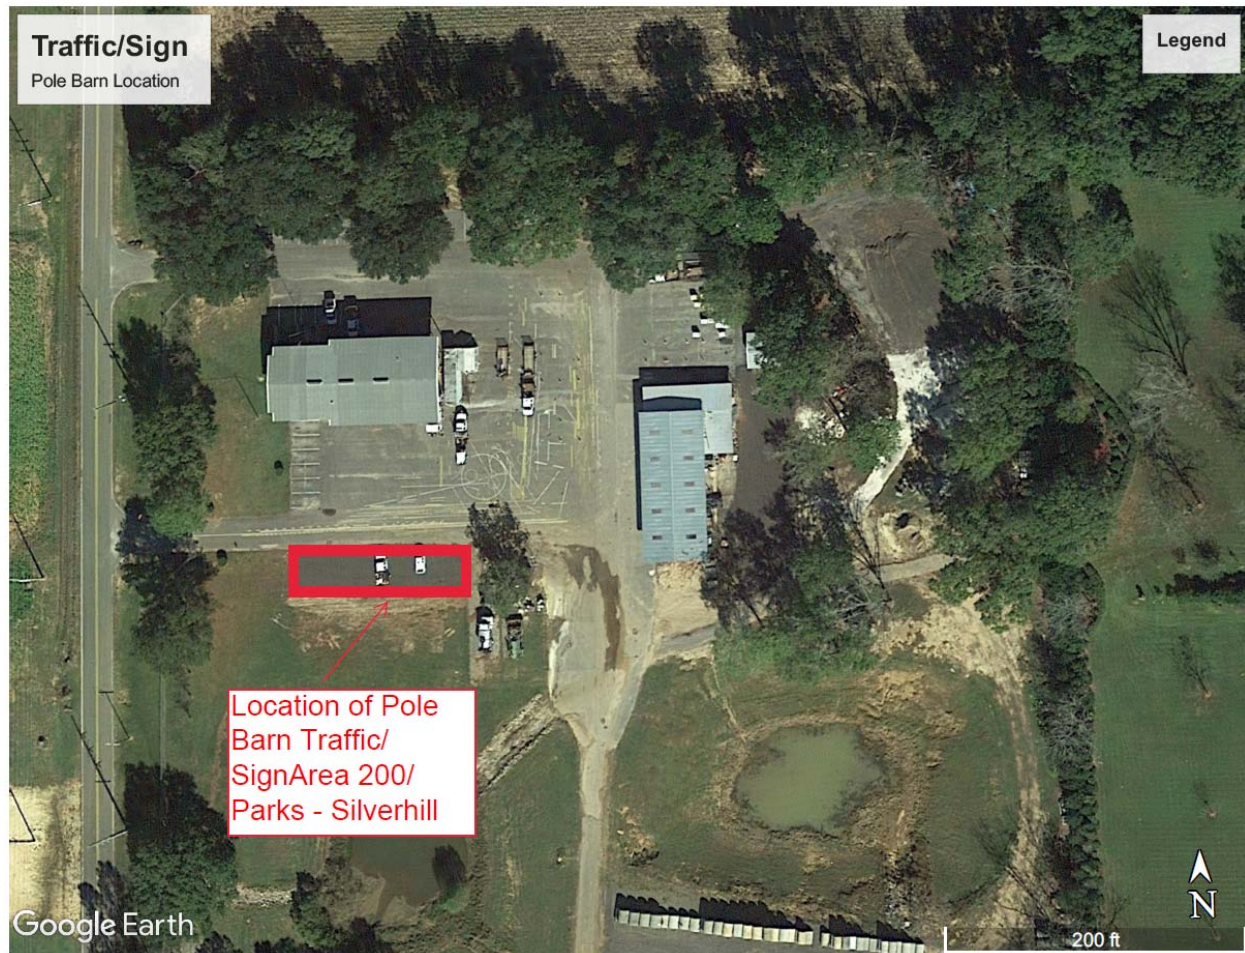 Traffic/Sign
Pole Barn Location
Legend
Location of Pole
Barn Traffic/
SignArea 200/
Parks - Silverhill
N
Google Earth
200 ft